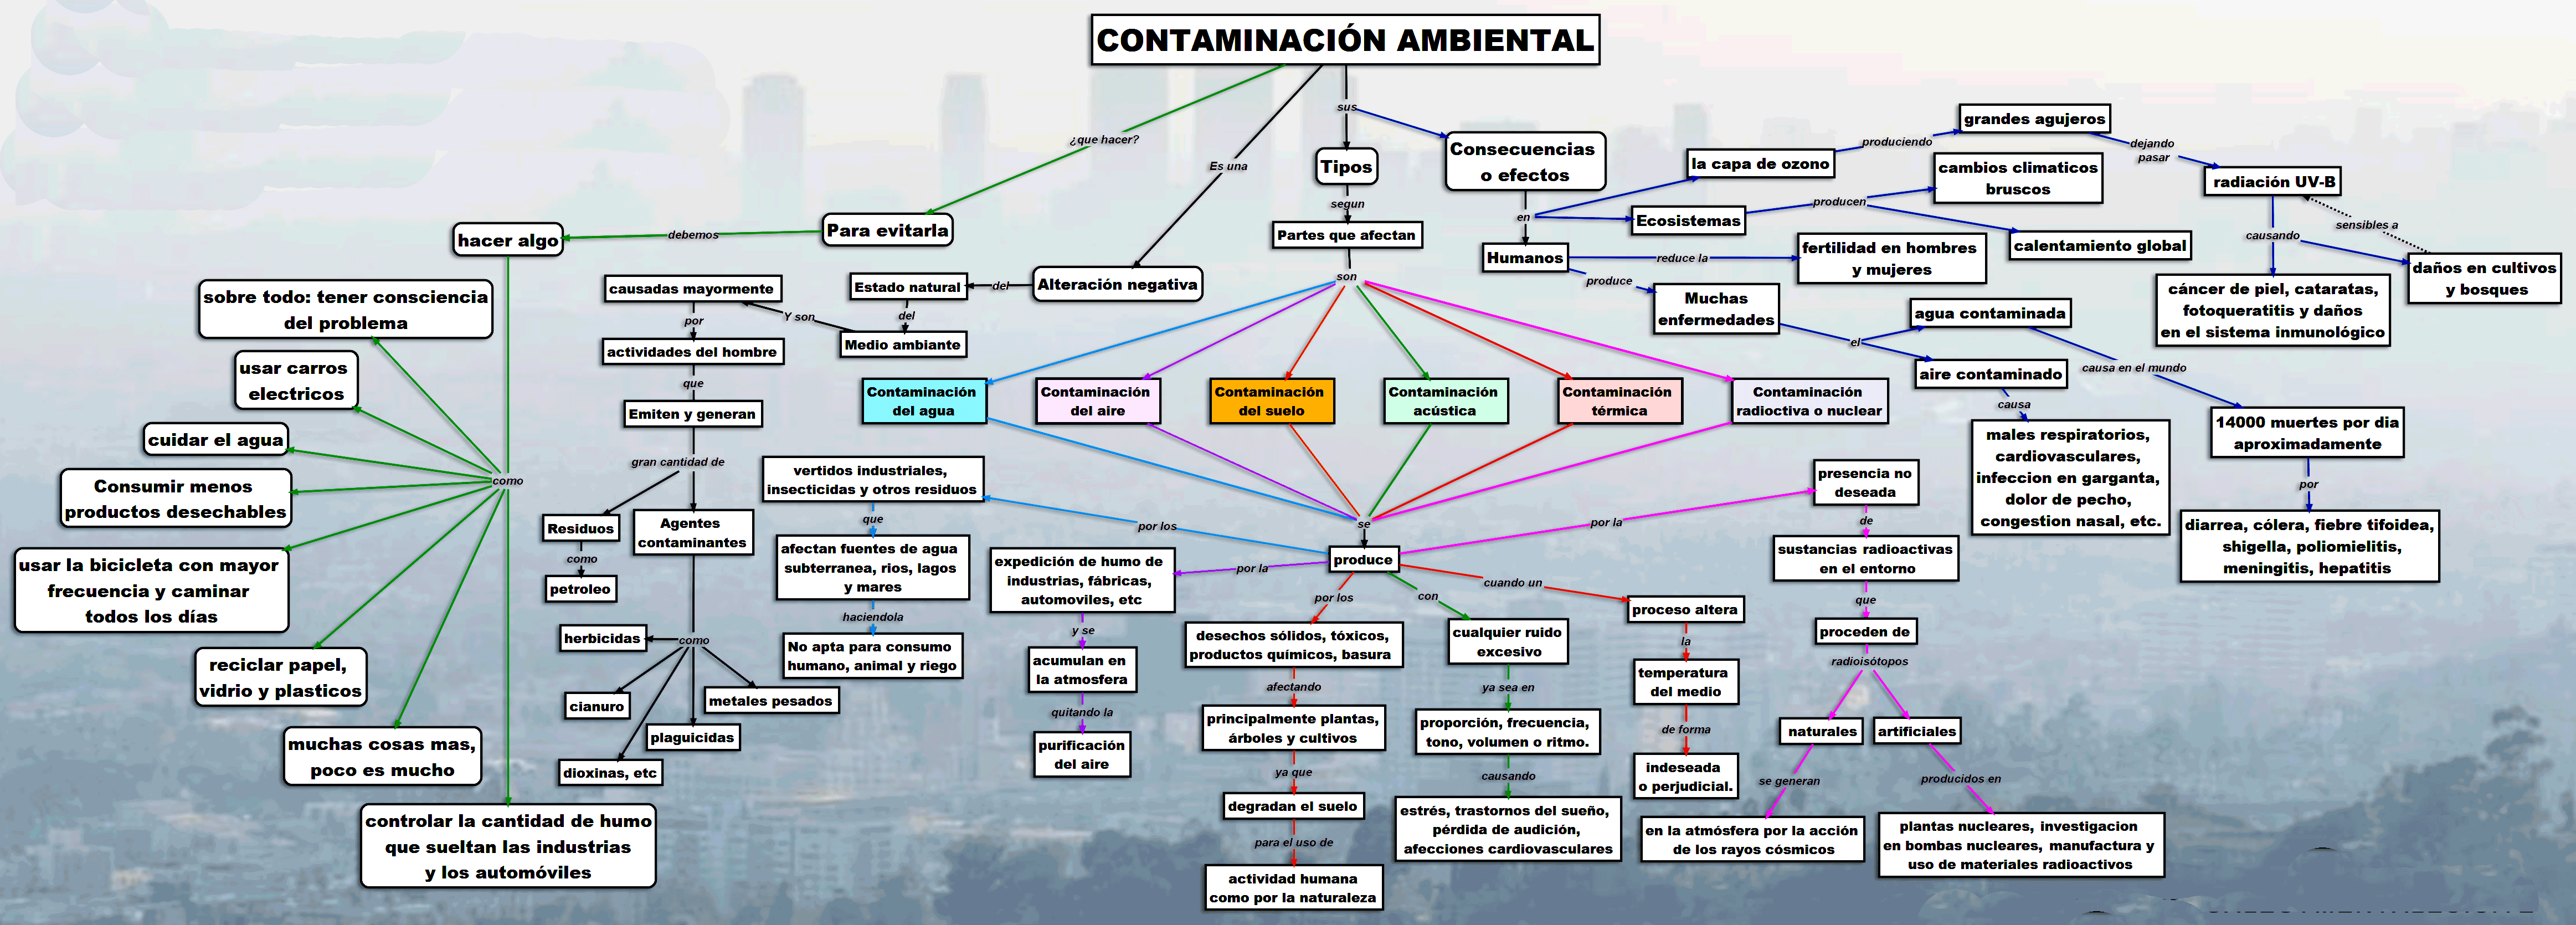 CONTAMINACIÓN AMBIENTAL
¿que hacer?
Es una
sus
Para evitarla
debemos
hacer algo
como
sobre todo: tener consciencia
del problema
usar carros
electricos
cuidar el agua
Consumir menos
productos desechables
usar la bicicleta con mayor
frecuencia y caminar
todos los días
reciclar papel,
vidrio y plasticos
muchas cosas mas,
poco es mucho
controlar la cantidad de humo
que sueltan las industrias
y los automóviles
Alteración negativa
del
Estado natural
del
Medio ambiante
Y son
causadas mayormente
por
actividades del hombre
que
Emiten y generan
gran cantidad de
Residuos
como
petroleo
Agentes
contaminantes
como
herbicidas
cianuro
dioxinas, etc
plaguicidas
metales pesados
Tipos
segun
Partes que afectan
son
Contaminación
del agua
Contaminación
del aire
Contaminación
del suelo
Contaminación
acústica
Contaminación
térmica
Contaminación
radioctiva o nuclear
se
produce
por los
vertidos industriales,
insecticidas y otros residuos
que
afectan fuentes de agua
subterranea, rios, lagos
y mares
haciendola
No apta para consumo
humano, animal y riego
por la
expedición de humo de
industrias, fábricas,
automoviles, etc
y se
acumulan en
la atmosfera
quitando la
purificación
del aire
por los
desechos sólidos, tóxicos,
productos químicos, basura
afectando
principalmente plantas,
árboles y cultivos
ya que
degradan el suelo
para el uso de
actividad humana
como por la naturaleza
con
cualquier ruido
excesivo
ya sea en
proporción, frecuencia,
tono, volumen o ritmo.
causando
estrés, trastornos del sueño,
pérdida de audición,
afecciones cardiovasculares
cuando un
proceso altera
la
temperatura
del medio
de forma
indeseada
o perjudicial.
por la
presencia no
deseada
de
sustancias radioactivas
en el entorno
que
proceden de
radioisótopos
naturales
se generan
en la atmósfera por la acción
de los rayos cósmicos
artificiales
producidos en
plantas nucleares, investigacion
en bombas nucleares, manufactura y
uso de materiales radioactivos
Consecuencias
o efectos
en
la capa de ozono
produciendo
grandes agujeros
dejando
pasar
radiación UV-B
causando
sensibles a
cáncer de piel, cataratas,
fotoqueratitis y daños
en el sistema inmunológico
daños en cultivos
y bosques
Ecosistemas
producen
cambios climaticos
bruscos
calentamiento global
Humanos
reduce la
fertilidad en hombres
y mujeres
produce
Muchas
enfermedades
el
agua contaminada
causa en el mundo
14000 muertes por dia
aproximadamente
por
diarrea, cólera, fiebre tifoidea,
shigella, poliomielitis,
meningitis, hepatitis
aire contaminado
causa
males respiratorios,
cardiovasculares,
infeccion en garganta,
dolor de pecho,
congestion nasal, etc.